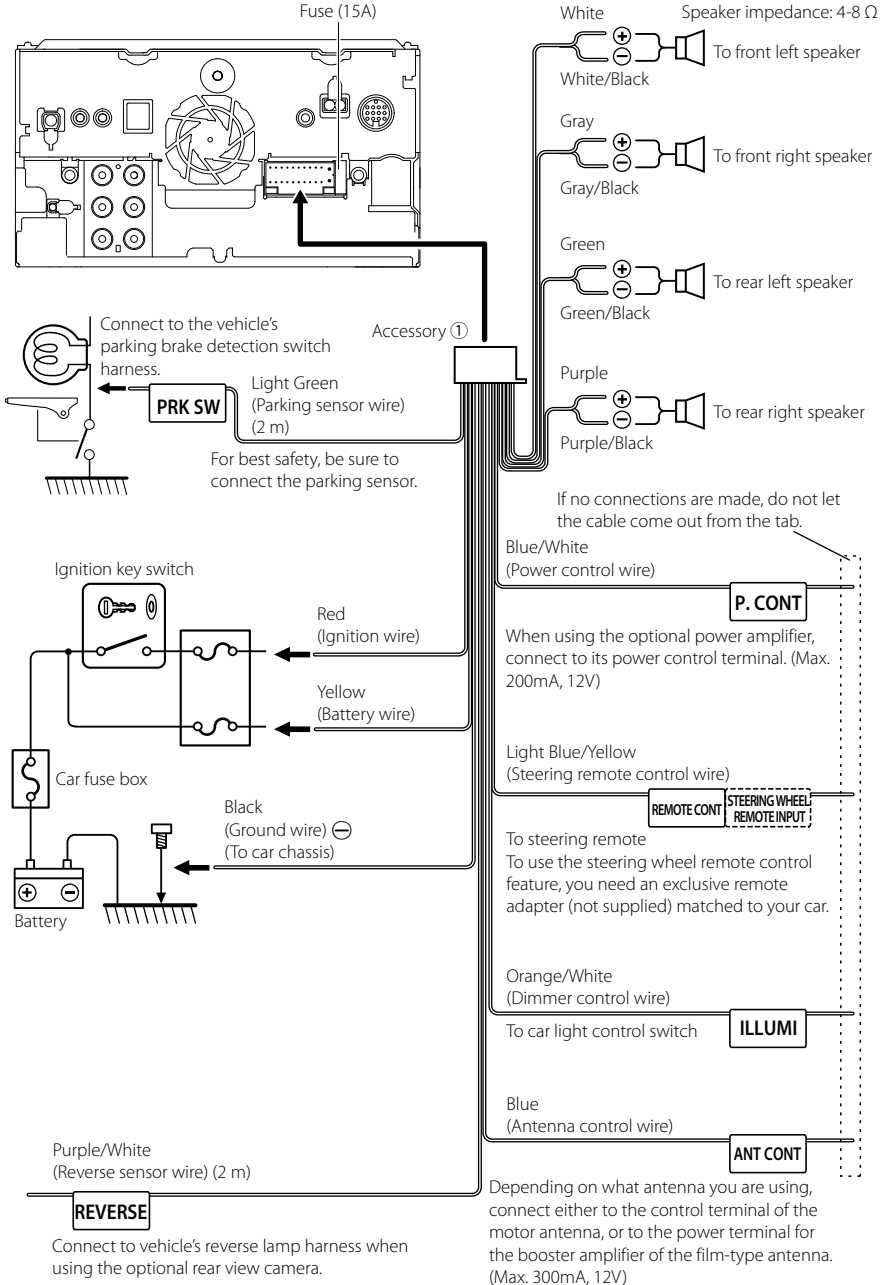 Fuse (15A)
White
Speaker impedance: 4-8 Ω
⊕
⊖
To front left speaker
White/Black
Gray
⊕
⊖
To front right speaker
Gray/Black
Green
⊕
⊖
To rear left speaker
Green/Black
Purple
⊕
⊖
To rear right speaker
Purple/Black
Accessory ①
Connect to the vehicle’s
parking brake detection switch
harness.
PRK SW
Light Green
(Parking sensor wire)
(2 m)
For best safety, be sure to
connect the parking sensor.
If no connections are made, do not let
the cable come out from the tab.
Blue/White
(Power control wire)
P. CONT
When using the optional power amplifier,
connect to its power control terminal. (Max.
200mA, 12V)
Ignition key switch
Red
(Ignition wire)
Yellow
(Battery wire)
Car fuse box
Black
(Ground wire) ⊖
(To car chassis)
⊕ ⊖
Battery
Light Blue/Yellow
(Steering remote control wire)
REMOTE CONT
STEERING WHEEL
REMOTE INPUT
To steering remote
To use the steering wheel remote control
feature, you need an exclusive remote
adapter (not supplied) matched to your car.
Orange/White
(Dimmer control wire)
To car light control switch
ILLUMI
Blue
(Antenna control wire)
ANT CONT
Depending on what antenna you are using,
connect either to the control terminal of the
motor antenna, or to the power terminal for
the booster amplifier of the film-type antenna.
(Max. 300mA, 12V)
Purple/White
(Reverse sensor wire) (2 m)
REVERSE
Connect to vehicle’s reverse lamp harness when
using the optional rear view camera.